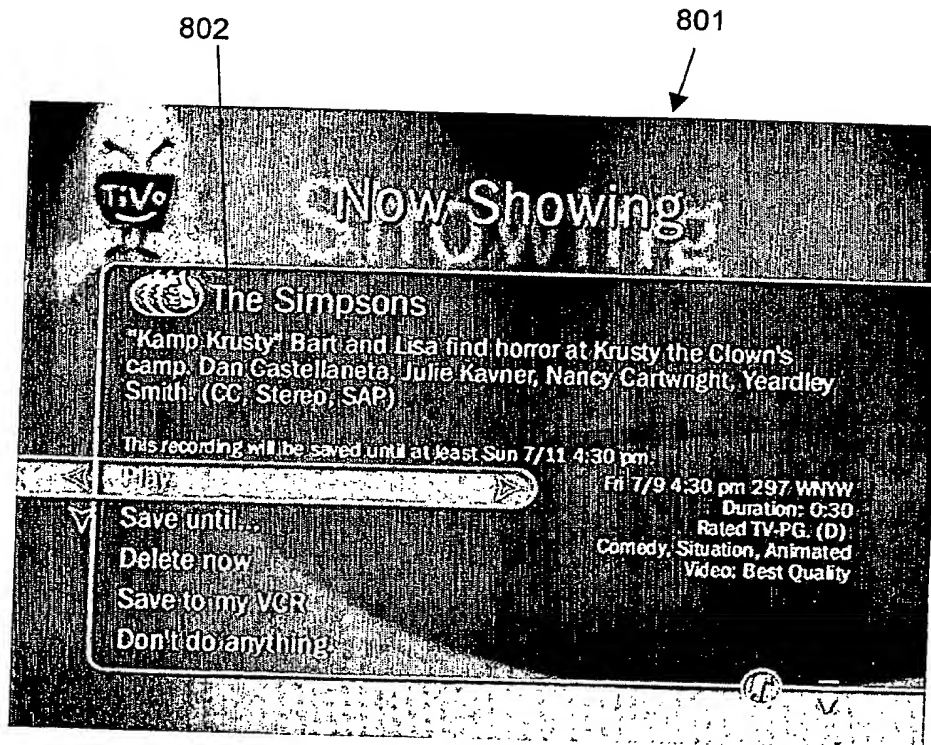 802
801
TiVo
Now Showing
The Simpsons
"Kamp Krusty" Bart and Lisa find horror at Krusty the Clown's
camp. Dan Castellaneta, Julie Kavner, Nancy Cartwright, Yeardley
Smith. (CC, Stereo, SAP)
This recording will be saved until at least Sun 7/11 4:30 pm.
Play
Fri 7/9 4:30 pm 297 WNYW
Duration: 0:30
Save until...
Rated TV-PG. (D)
Comedy, Situation, Animated
Delete now
Video: Best Quality
Save to my VCR
Don't do anything.